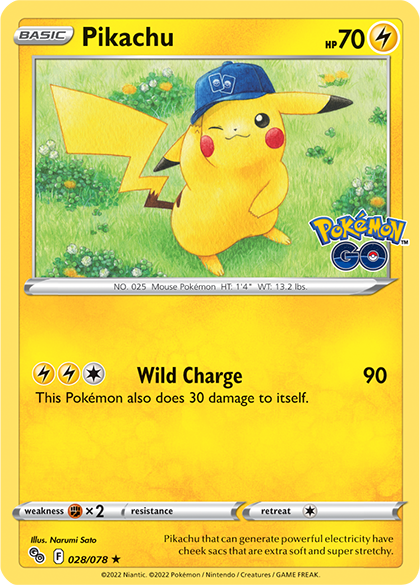 BASIC Pikachu HP70
Pokémon™
GO
NO. 025 Mouse Pokémon HT: 1'4" WT: 13.2 lbs.
Wild Charge 90
This Pokémon also does 30 damage to itself.
weakness ×2 resistance retreat
Illus. Narumi Sato
Pikachu that can generate powerful electricity have
cheek sacs that are extra soft and super stretchy.
F 028/078 ★
©2022 Niantic. ©2022 Pokémon / Nintendo / Creatures / GAME FREAK.